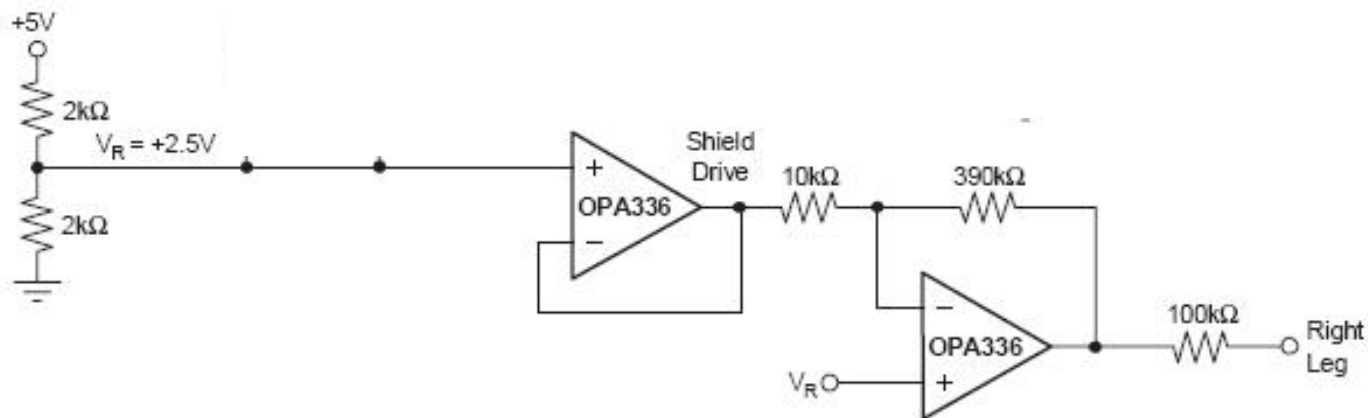 +5V
2kΩ
V_R = +2.5V
2kΩ
+
OPA336
−
Shield
Drive
10kΩ
390kΩ
−
OPA336
+
V_R
100kΩ
Right
Leg